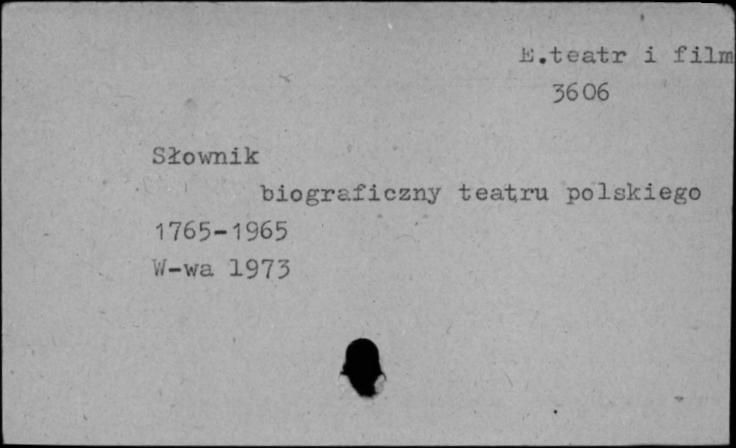 E.teatr i film
3606
Słownik
biograficzny teatru polskiego
1765-1965
W-wa 1973